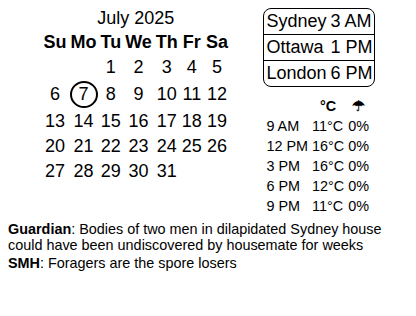 July 2025
Su Mo Tu We Th Fr Sa
1 2 3 4 5
6 7 8 9 10 11 12
13 14 15 16 17 18 19
20 21 22 23 24 25 26
27 28 29 30 31
Sydney 3 AM
Ottawa 1 PM
London 6 PM
°C ☂
9 AM 11°C 0%
12 PM 16°C 0%
3 PM 16°C 0%
6 PM 12°C 0%
9 PM 11°C 0%
Guardian: Bodies of two men in dilapidated Sydney house
could have been undiscovered by housemate for weeks
SMH: Foragers are the spore losers